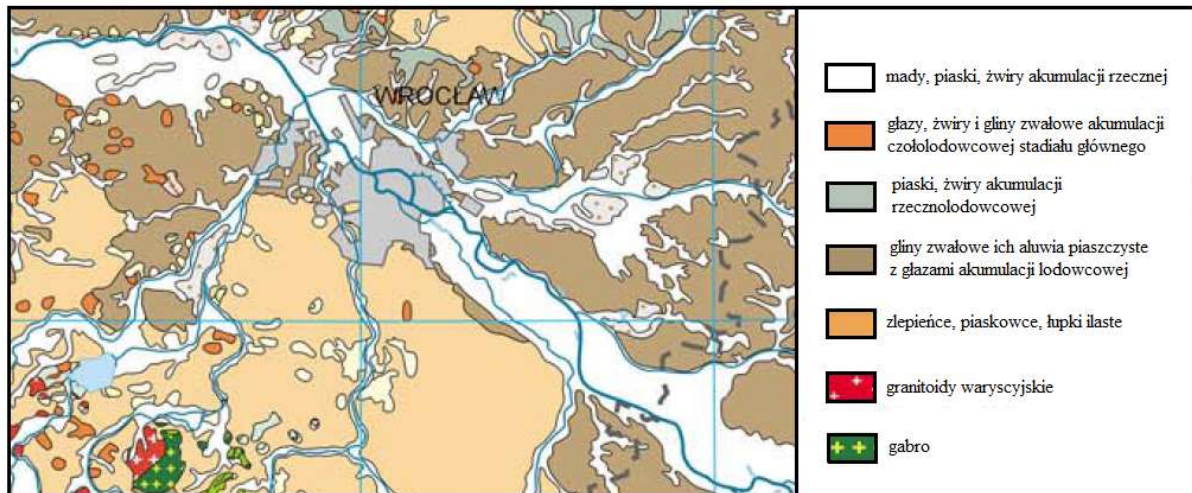 WROCŁAW
mady, piaski, żwiry akumulacji rzecznej
głazy, żwiry i gliny zwałowe akumulacji
czołolodowcowej stadiału głównego
piaski, żwiry akumulacji
rzecznolodowcowej
gliny zwałowe ich aluwia piaszczyste
z głazami akumulacji lodowcowej
zlepieńce, piaskowce, łupki ilaste
granitoidy waryscyjskie
gabro